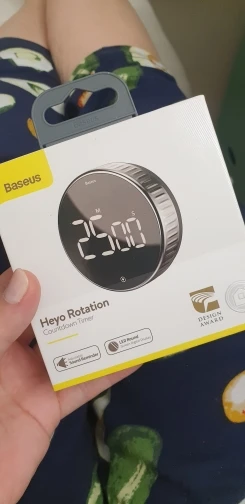 Baseus
Baseus
M
S
25 00
Heyo Rotation
Countdown Timer
LED Round
DESIGN
AWARD